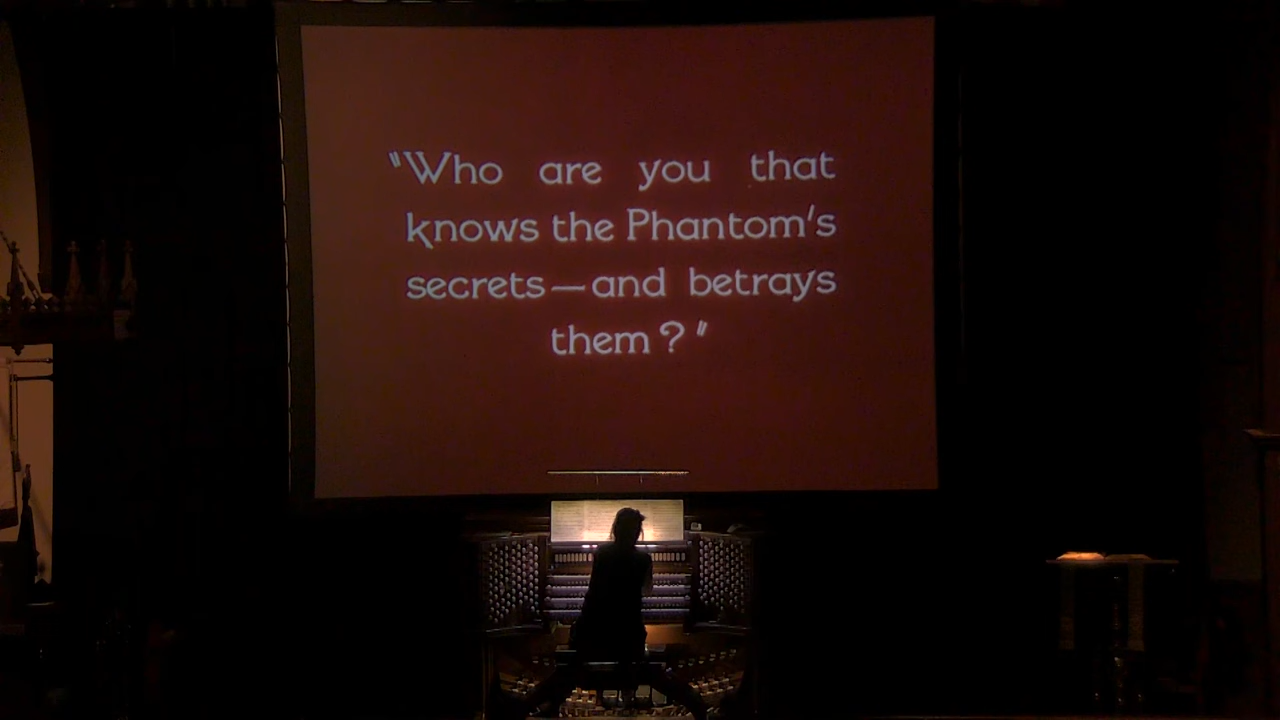 "Who are you that
knows the Phantom's
secrets—and betrays
them?"